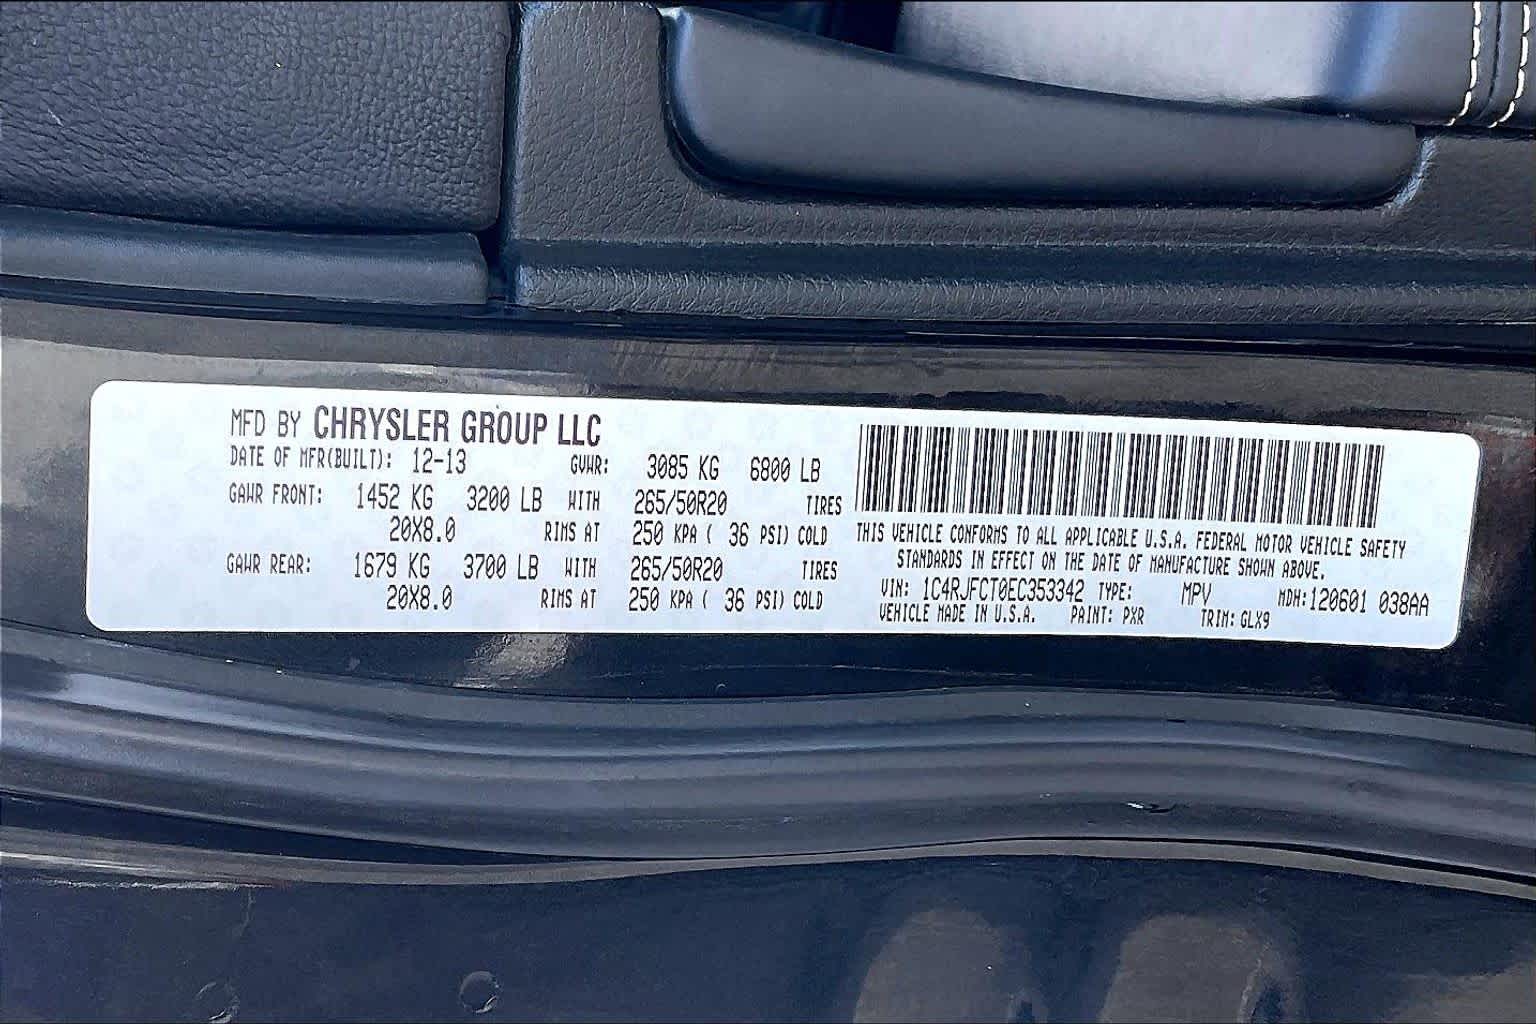 MFD BY CHRYSLER GROUP LLC
DATE OF MFR(BUILT): 12-13 GVWR: 3085 KG 6800 LB
GAWR FRONT: 1452 KG 3200 LB WITH 265/50R20 TIRES
20X8.0 RIMS AT 250 KPA ( 36 PSI) COLD
GAWR REAR: 1679 KG 3700 LB WITH 265/50R20 TIRES
20X8.0 RIMS AT 250 KPA ( 36 PSI) COLD
THIS VEHICLE CONFORMS TO ALL APPLICABLE U.S.A. FEDERAL MOTOR VEHICLE SAFETY
STANDARDS IN EFFECT ON THE DATE OF MANUFACTURE SHOWN ABOVE.
VIN: 1C4RJFCT0EC353342 TYPE: MPV MDH:120601 038AA
VEHICLE MADE IN U.S.A. PAINT: PXR TRIM: GLX9